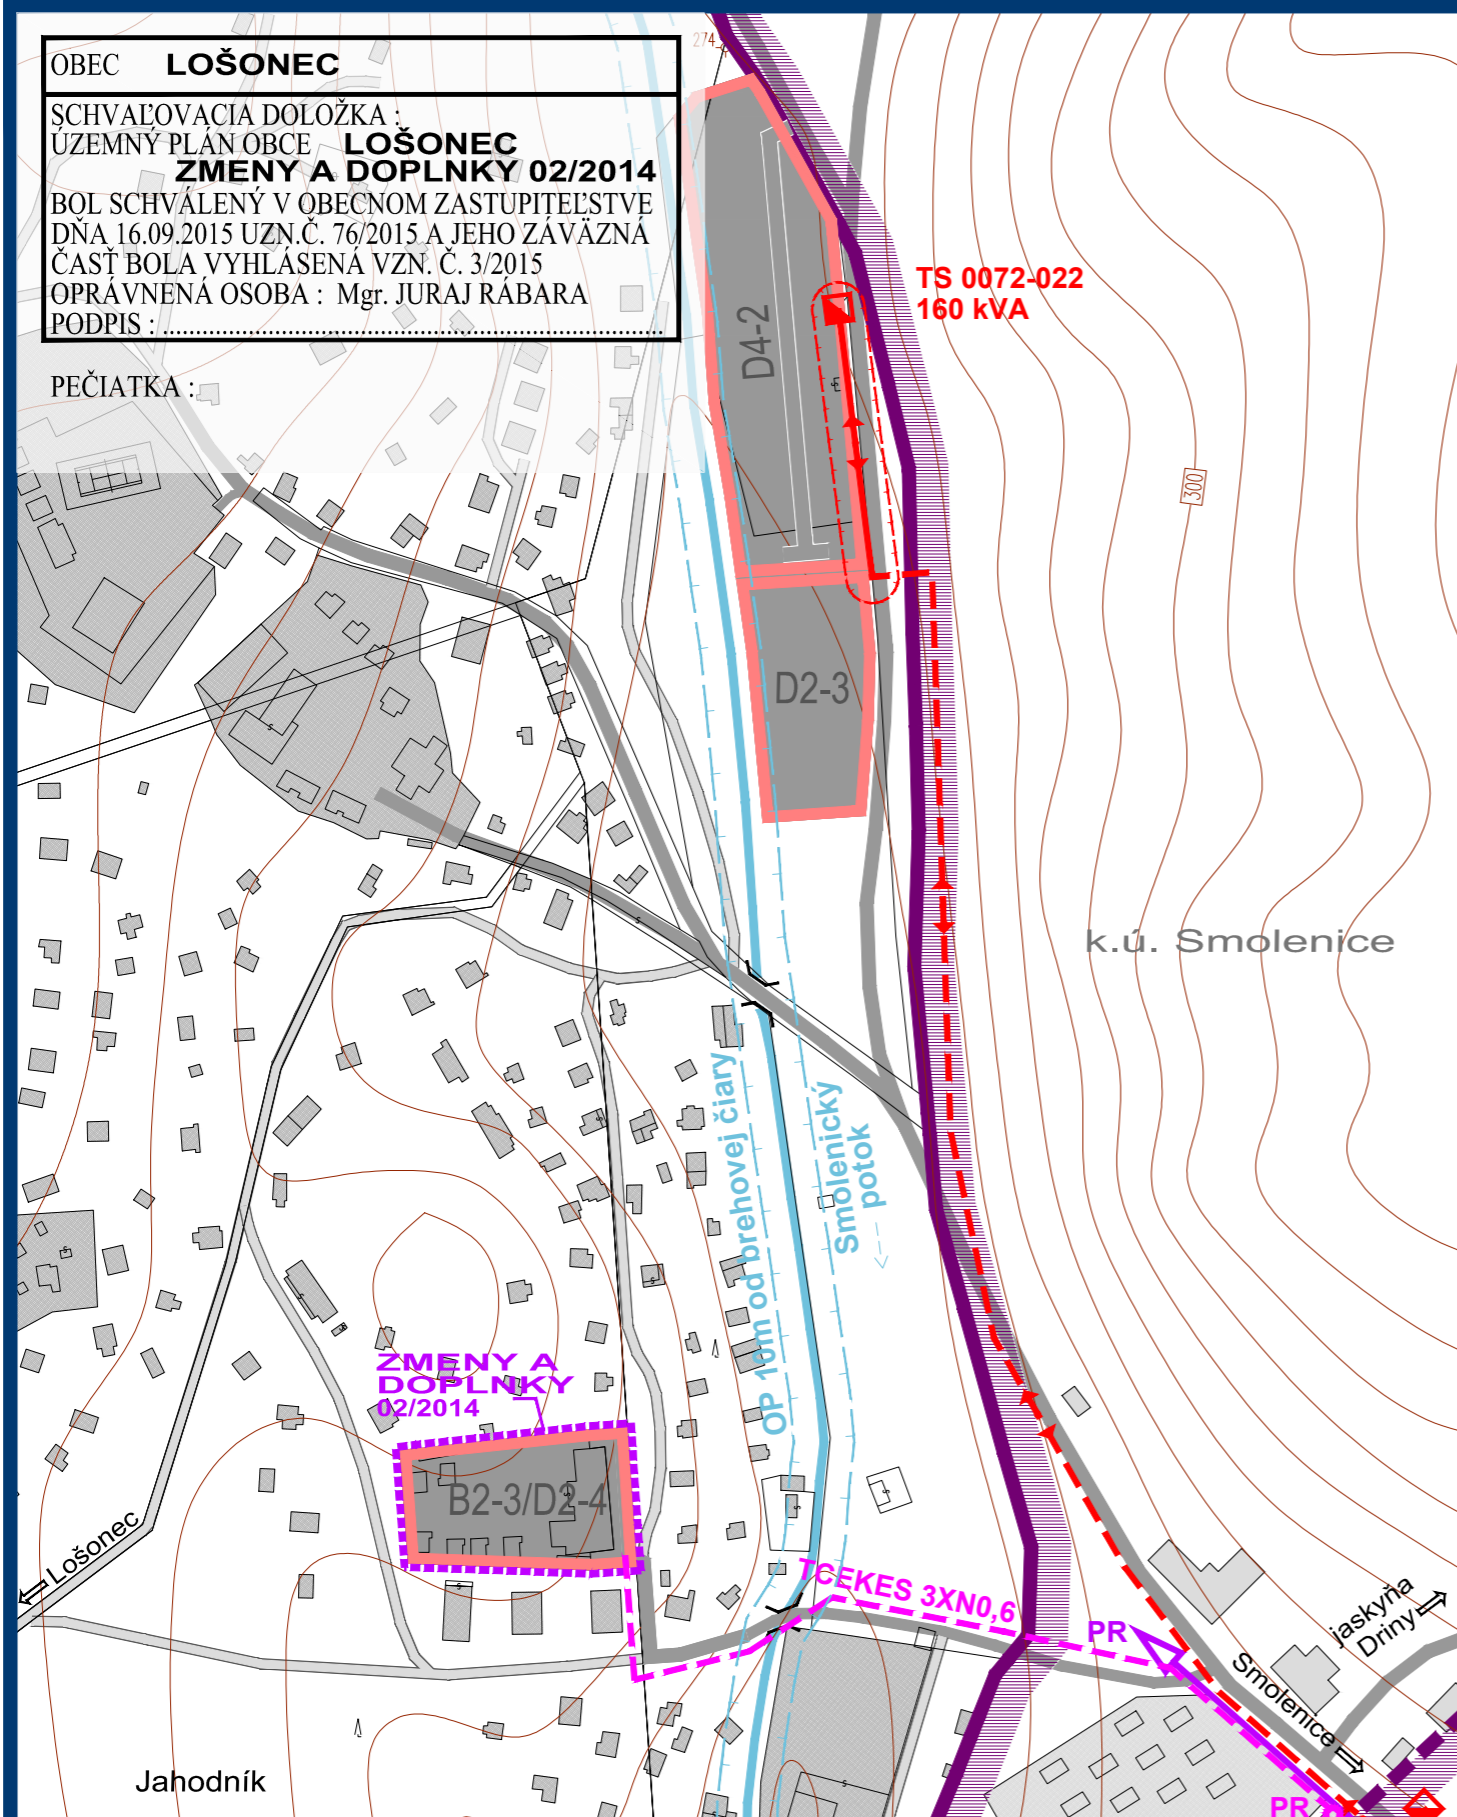 OBEC LOŠONEC
SCHVAĽOVACIA DOLOŽKA :
ÚZEMNÝ PLÁN OBCE LOŠONEC
ZMENY A DOPLNKY 02/2014
BOL SCHVÁLENÝ V OBECNOM ZASTUPITEĽSTVE
DŇA 16.09.2015 UZN.Č. 76/2015 A JEHO ZÁVÄZNÁ
ČASŤ BOLA VYHLÁSENÁ VZN. Č. 3/2015
OPRÁVNENÁ OSOBA : Mgr. JURAJ RÁBARA
PODPIS : ......................................................................
PEČIATKA :
274
TS 0072-022
160 kVA
D4-2
300
D2-3
k.ú. Smolenice
OP 10m od brehovej čiary
Smolenický
potok
ZMENY A
DOPLNKY
02/2014
B2-3/D2-4
Lošonec
TCEKES 3XN0,6
PR
jaskyňa
Driny
Smolenice
Jahodník
PR